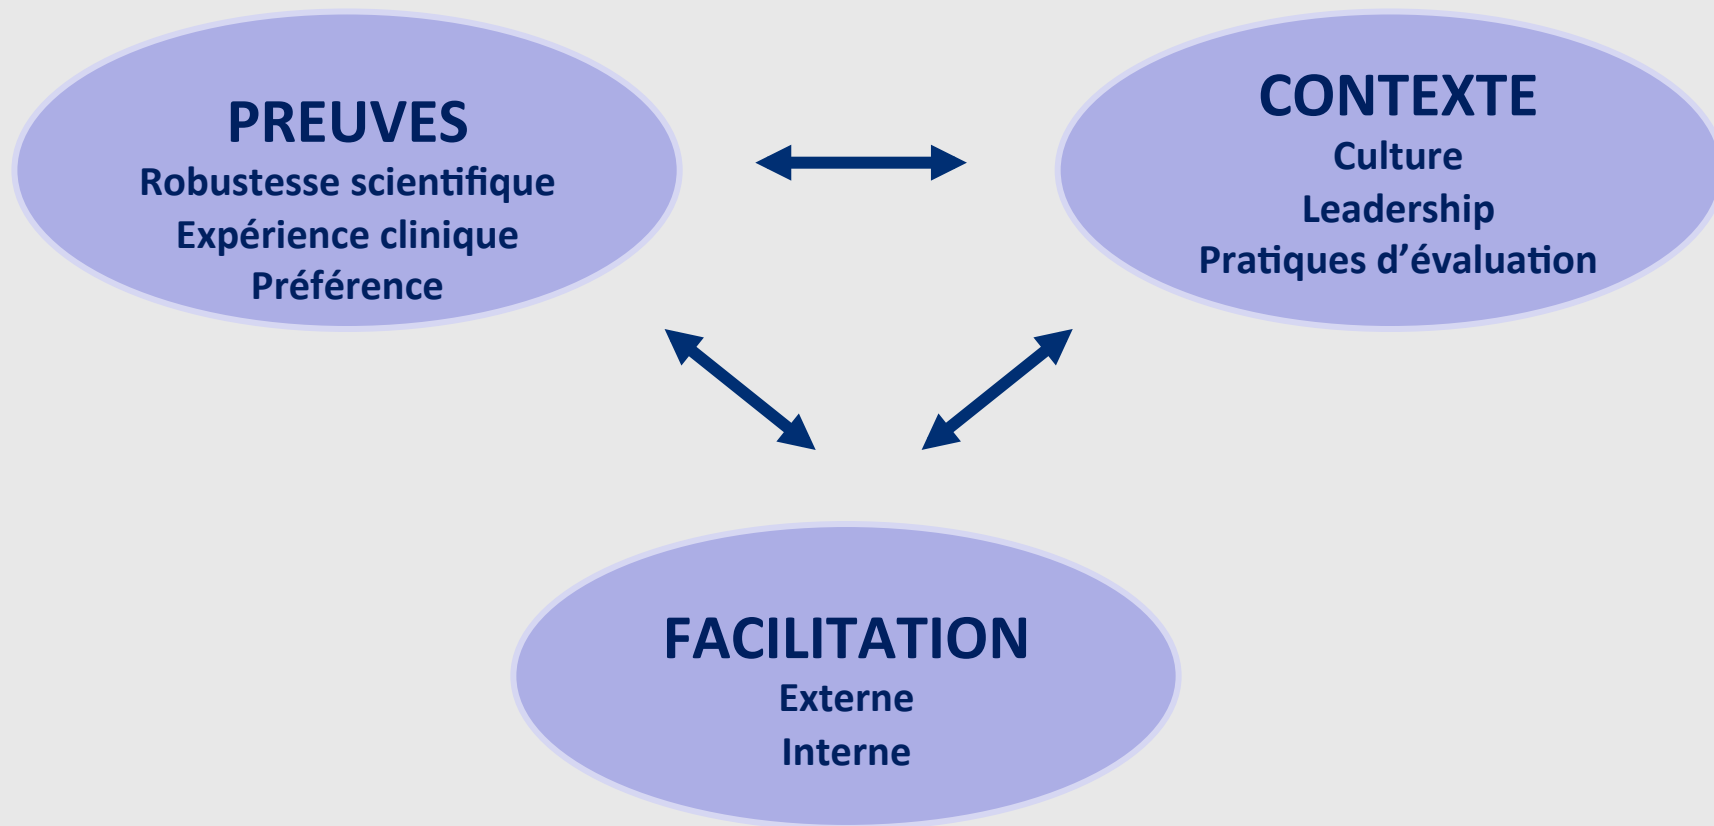 PREUVES
Robustesse scientifique
Expérience clinique
Préférence
CONTEXTE
Culture
Leadership
Pratiques d’évaluation
FACILITATION
Externe
Interne